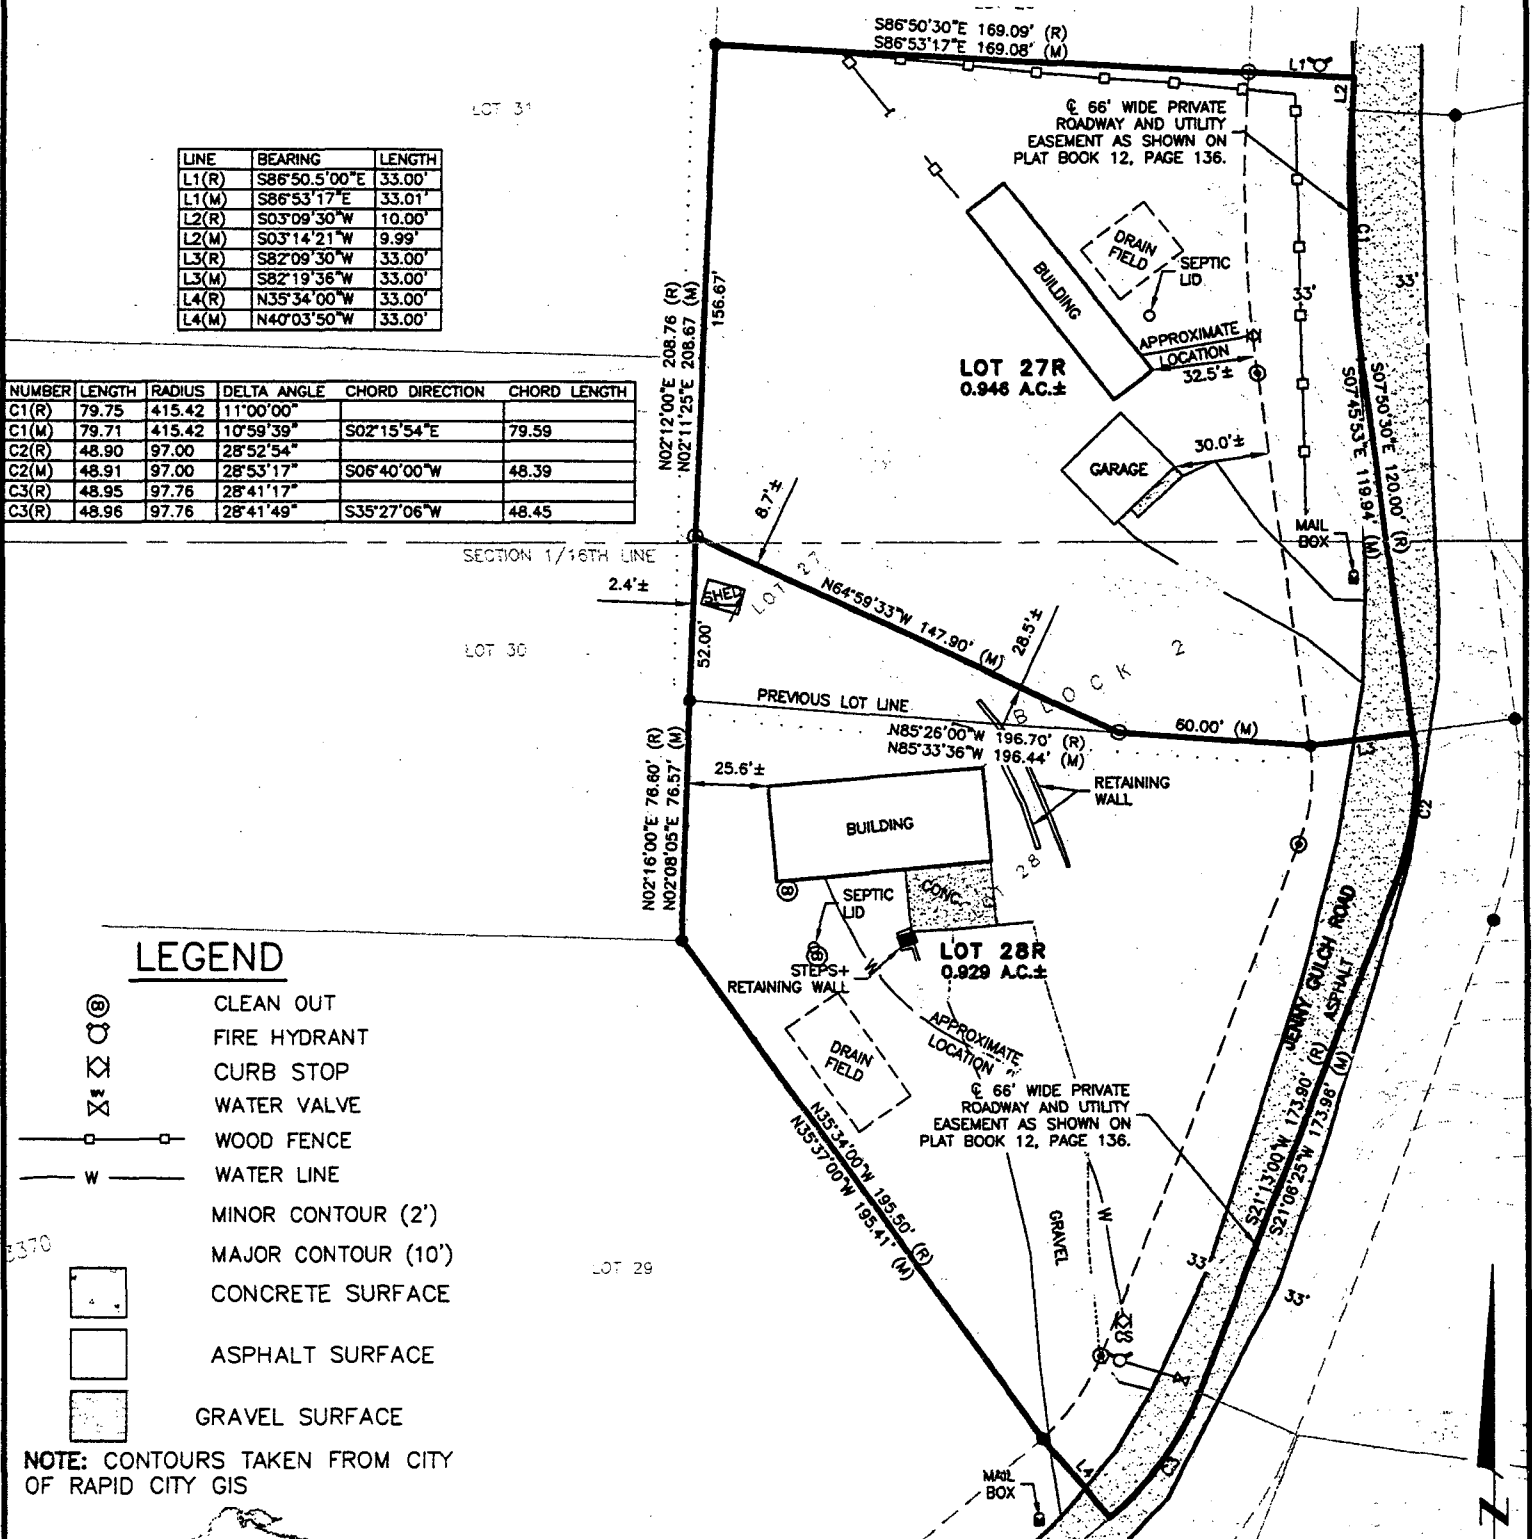 S86°50'30"E 169.09' (R)
S86°53'17"E 169.08' (M)
L1
L2
LOT 31
₵ 66' WIDE PRIVATE
ROADWAY AND UTILITY
EASEMENT AS SHOWN ON
PLAT BOOK 12, PAGE 136.
LINE BEARING LENGTH
L1(R) S86°50.5'00"E 33.00'
L1(M) S86°53'17"E 33.01'
L2(R) S03°09'30"W 10.00'
L2(M) S03°14'21"W 9.99'
L3(R) S82°09'30"W 33.00'
L3(M) S82°19'36"W 33.00'
L4(R) N35°34'00"W 33.00'
L4(M) N40°03'50"W 33.00'
C1
DRAIN
FIELD
SEPTIC
LID
BUILDING
33'
33'
156.67'
N02°12'00"E 208.76 (R)
N02°11'25"E 208.67 (M)
APPROXIMATE
LOCATION
32.5'±
LOT 27R
0.946 A.C.±
S07°50'30"E 120.00' (R)
S07°45'53"E 119.94' (M)
NUMBER LENGTH RADIUS DELTA ANGLE CHORD DIRECTION CHORD LENGTH
C1(R) 79.75 415.42 11°00'00"
C1(M) 79.71 415.42 10°59'39" S02°15'54"E 79.59
C2(R) 48.90 97.00 28°52'54"
C2(M) 48.91 97.00 28°53'17" S06°40'00"W 48.39
C3(R) 48.95 97.76 28°41'17"
C3(R) 48.96 97.76 28°41'49" S35°27'06"W 48.45
30.0'±
GARAGE
8.7'±
MAIL
BOX
SECTION 1/16TH LINE
LOT 27
2.4'±
SHED
N64°59'33"W 147.90' (M)
28.5'±
52.00'
LOT 30
BLOCK 2
PREVIOUS LOT LINE
60.00' (M)
N85°26'00"W 196.70' (R)
N85°33'36"W 196.44' (M)
L3
N02°16'00"E 76.60' (R)
N02°08'05"E 76.57' (M)
25.6'±
RETAINING
WALL
C2
BUILDING
28
CONC.
SEPTIC
LID
JENNY GULCH ROAD
ASPHALT
LOT 28R
0.929 A.C.±
STEPS+
RETAINING WALL
W
APPROXIMATE
LOCATION
DRAIN
FIELD
₵ 66' WIDE PRIVATE
ROADWAY AND UTILITY
EASEMENT AS SHOWN ON
PLAT BOOK 12, PAGE 136.
N35°34'00"W 195.50' (R)
N35°37'00"W 195.41' (M)
S21°13'00"W 173.90' (R)
S21°06'25"W 173.96' (M)
GRAVEL
W
33'
33'
LEGEND
CLEAN OUT
FIRE HYDRANT
CURB STOP
WATER VALVE
WOOD FENCE
W WATER LINE
MINOR CONTOUR (2')
MAJOR CONTOUR (10')
3370
LOT 29
CONCRETE SURFACE
ASPHALT SURFACE
GRAVEL SURFACE
NOTE: CONTOURS TAKEN FROM CITY
OF RAPID CITY GIS
CS
L4
C3
MAIL
BOX
N